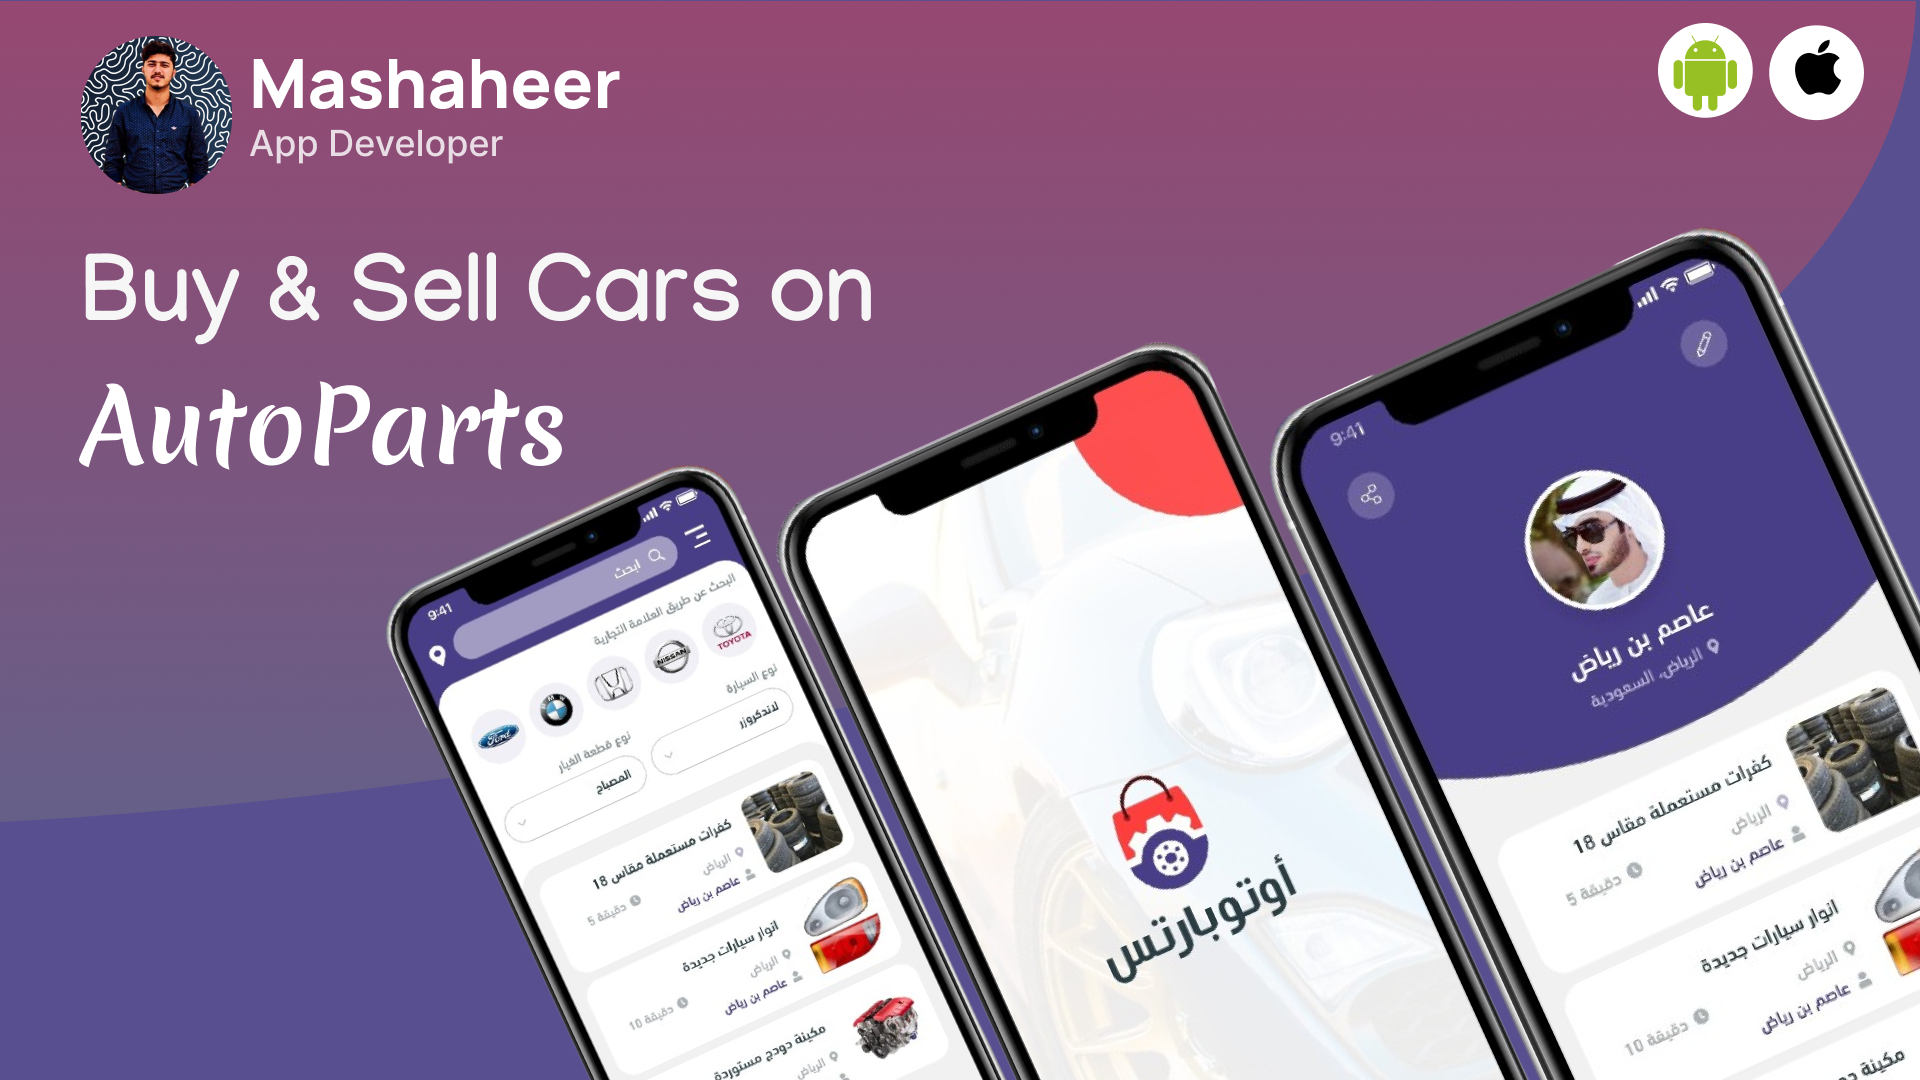 Mashaheer
App Developer
Buy & Sell Cars on
AutoParts
9:41
ابحث
البحث عن طريق العلامة التجارية
TOYOTA
NISSAN
BMW
Ford
نوع السيارة
لاندكروزر
نوع قطعة الغيار
المصباح
كفرات مستعملة مقاس 18
الرياض
عاصم بن رياض
دقيقة 5
انوار سيارات جديدة
الرياض
عاصم بن رياض
دقيقة 10
مكينة دودج مستوردة
الرياض
أوتوبارتس
9:41
عاصم بن رياض
الرياض، السعودية
كفرات مستعملة مقاس 18
الرياض
عاصم بن رياض
دقيقة 5
انوار سيارات جديدة
الرياض
عاصم بن رياض
دقيقة 10
مكينة